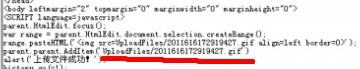 </head>
<body leftmargin="2" topmargin="0" marginwidth="0" marginheight="0">
<SCRIPT language=javascript>
parent.HtmlEdit.focus();
var range = parent.HtmlEdit.document.selection.createRange();
range.pasteHTML('<img src=UploadFiles/2011616172919427.gif align=left border=0>');
parent.parent.AddItem('UploadFiles/2011616172919427.gif')
alert('上传文件成功!');
history.go(-1);